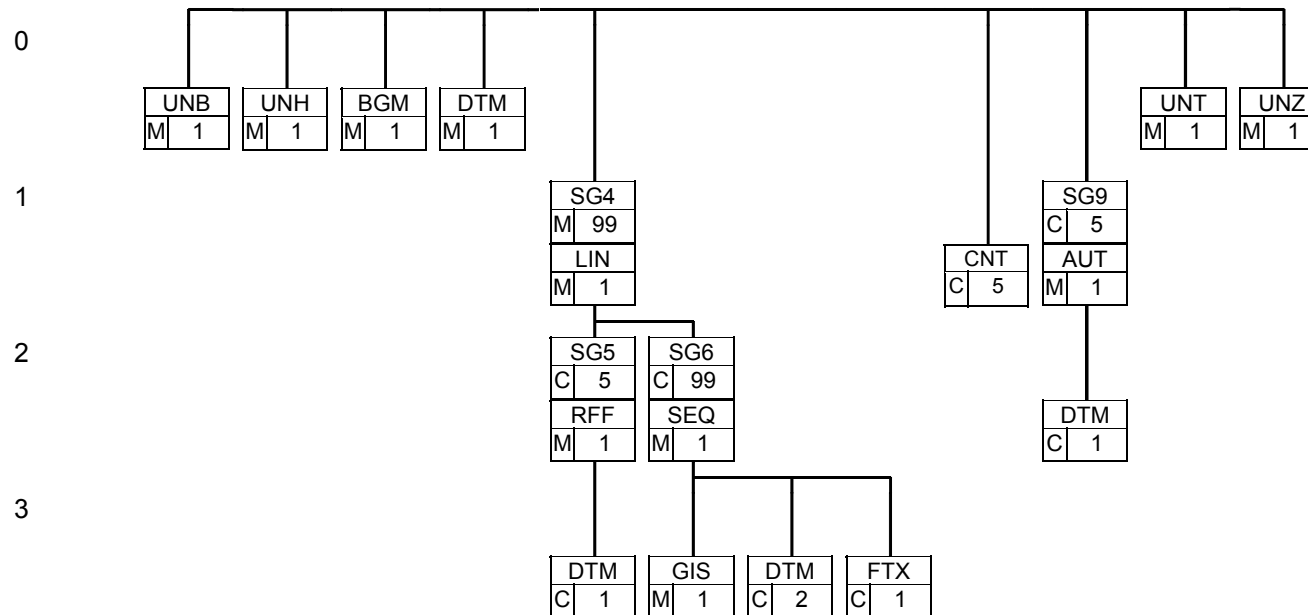 0
UNB UNH BGM DTM UNT UNZ
M 1 M 1 M 1 M 1 M 1 M 1
1
SG4 SG9
M 99 C 5
LIN CNT AUT
M 1 C 5 M 1
2
SG5 SG6
C 5 C 99
RFF SEQ DTM
M 1 M 1 C 1
3
DTM GIS DTM FTX
C 1 M 1 C 2 C 1